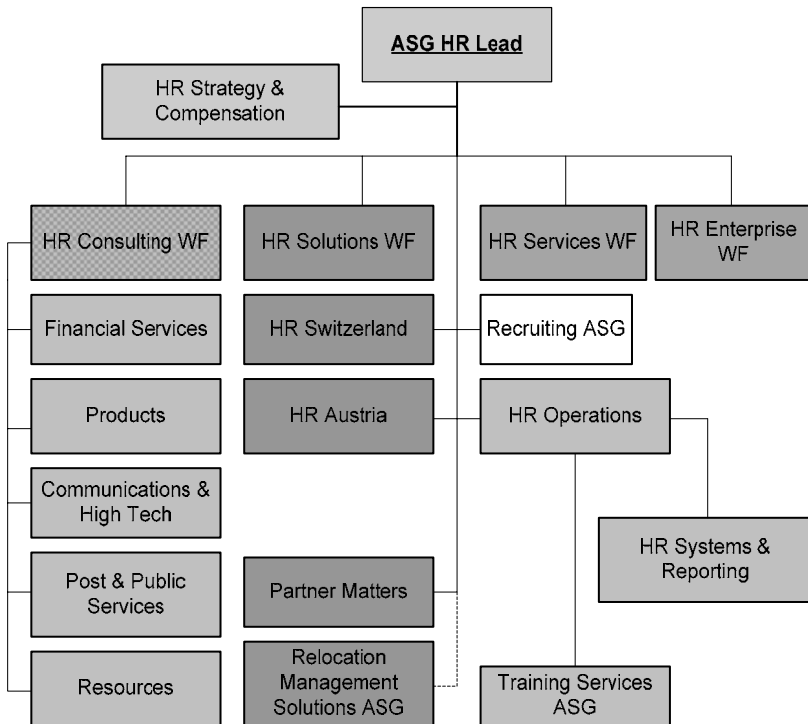 ASG HR Lead
HR Strategy &
Compensation
HR Consulting WF
HR Solutions WF
HR Services WF
HR Enterprise
WF
Financial Services
HR Switzerland
Recruiting ASG
Products
HR Austria
HR Operations
Communications &
High Tech
HR Systems &
Reporting
Post & Public
Services
Partner Matters
Resources
Relocation
Management
Solutions ASG
Training Services
ASG